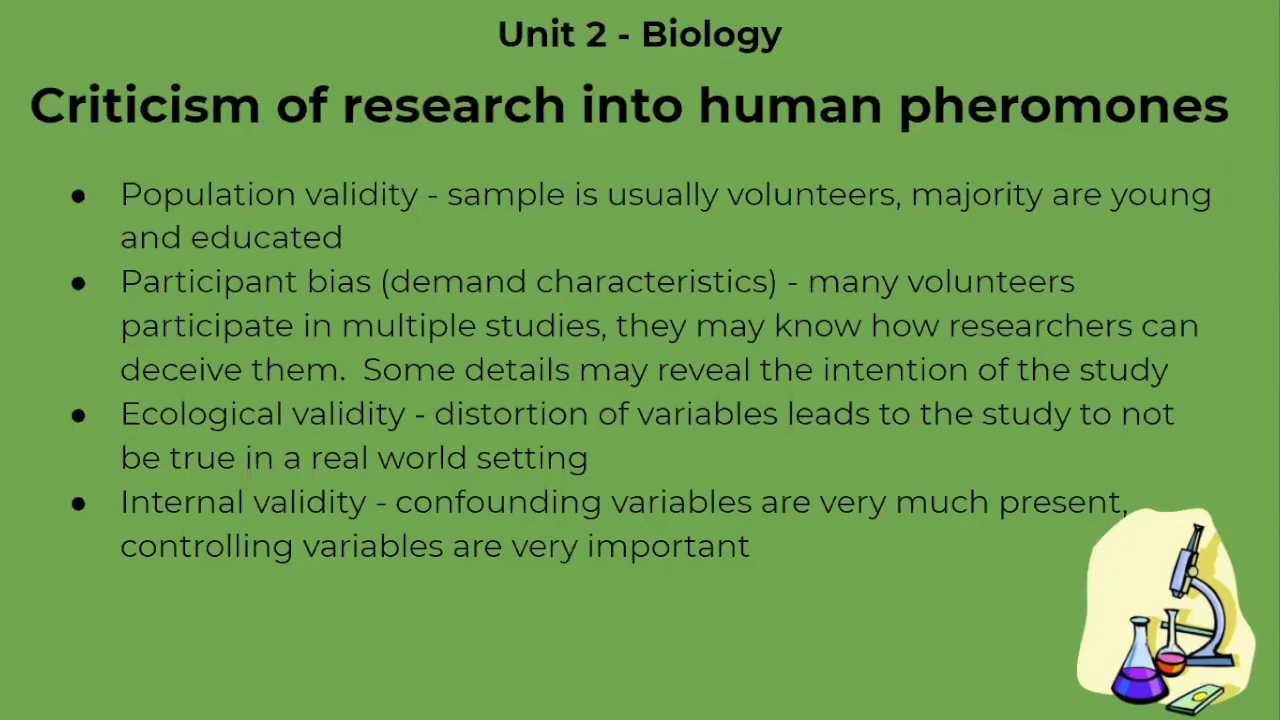 Unit 2 - Biology
Criticism of research into human pheromones
● Population validity - sample is usually volunteers, majority are young
and educated
● Participant bias (demand characteristics) - many volunteers
participate in multiple studies, they may know how researchers can
deceive them.  Some details may reveal the intention of the study
● Ecological validity - distortion of variables leads to the study to not
be true in a real world setting
● Internal validity - confounding variables are very much present,
controlling variables are very important